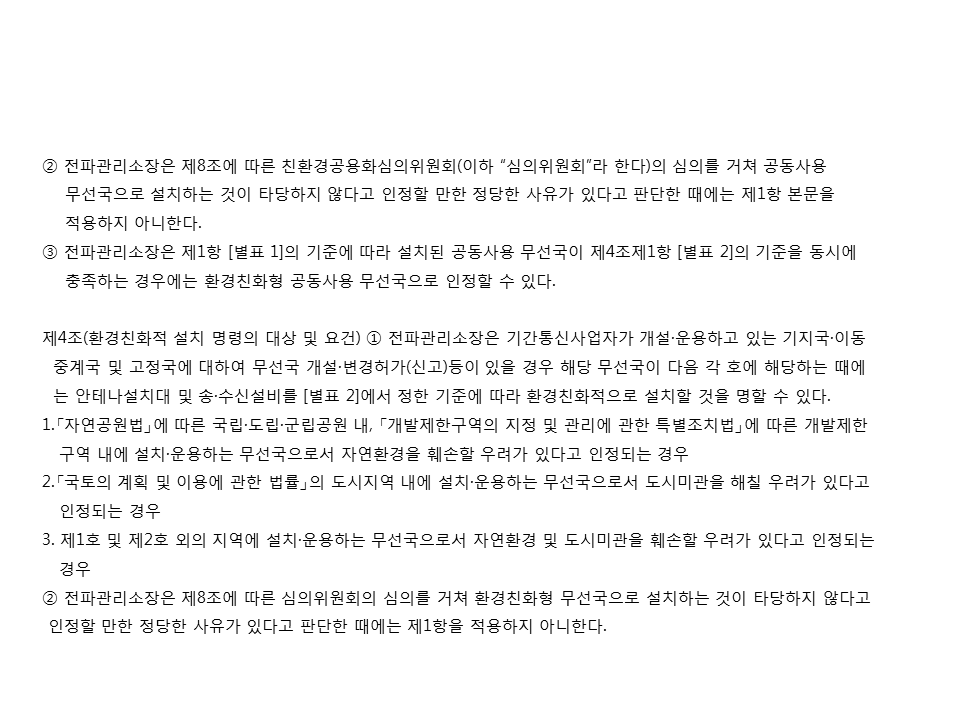 ② 전파관리소장은 제8조에 따른 친환경공용화심의위원회(이하 “심의위원회”라 한다)의 심의를 거쳐 공동사용
무선국으로 설치하는 것이 타당하지 않다고 인정할 만한 정당한 사유가 있다고 판단한 때에는 제1항 본문을
적용하지 아니한다.
③ 전파관리소장은 제1항 [별표 1]의 기준에 따라 설치된 공동사용 무선국이 제4조제1항 [별표 2]의 기준을 동시에
충족하는 경우에는 환경친화형 공동사용 무선국으로 인정할 수 있다.
제4조(환경친화적 설치 명령의 대상 및 요건) ① 전파관리소장은 기간통신사업자가 개설·운용하고 있는 기지국·이동
중계국 및 고정국에 대하여 무선국 개설·변경허가(신고)등이 있을 경우 해당 무선국이 다음 각 호에 해당하는 때에
는 안테나설치대 및 송·수신설비를 [별표 2]에서 정한 기준에 따라 환경친화적으로 설치할 것을 명할 수 있다.
1.「자연공원법」에 따른 국립·도립·군립공원 내, 「개발제한구역의 지정 및 관리에 관한 특별조치법」에 따른 개발제한
구역 내에 설치·운용하는 무선국으로서 자연환경을 훼손할 우려가 있다고 인정되는 경우
2.「국토의 계획 및 이용에 관한 법률」의 도시지역 내에 설치·운용하는 무선국으로서 도시미관을 해칠 우려가 있다고
인정되는 경우
3. 제1호 및 제2호 외의 지역에 설치·운용하는 무선국으로서 자연환경 및 도시미관을 훼손할 우려가 있다고 인정되는
경우
② 전파관리소장은 제8조에 따른 심의위원회의 심의를 거쳐 환경친화형 무선국으로 설치하는 것이 타당하지 않다고
인정할 만한 정당한 사유가 있다고 판단한 때에는 제1항을 적용하지 아니한다.